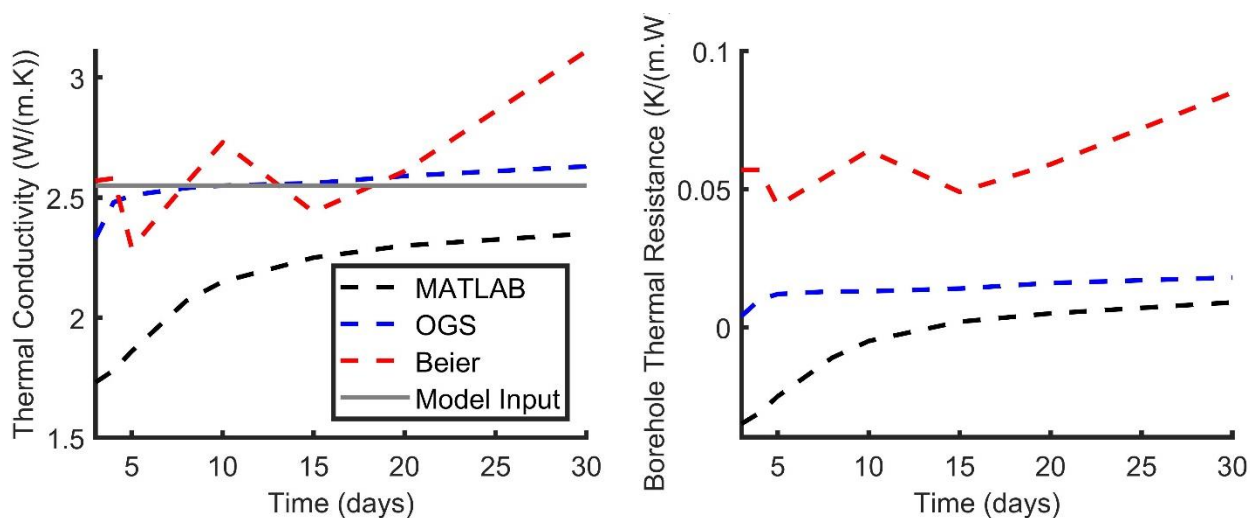 Thermal Conductivity (W/(m.K))
3
2.5
2
1.5
5
10
15
20
25
30
Time (days)
MATLAB
OGS
Beier
Model Input
Borehole Thermal Resistance (K/(m.W
0.1
0.05
0
5
10
15
20
25
30
Time (days)